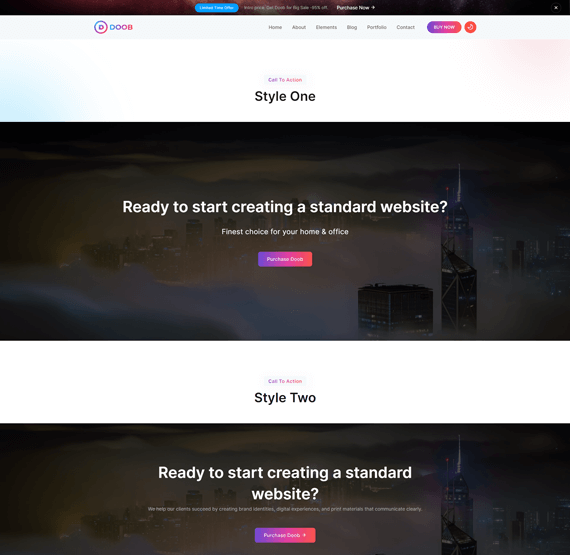 Limited Time Offer
Intro price. Get Doob for Big Sale -95% off.
Purchase Now →
DOOB
Home
About
Elements
Blog
Portfolio
Contact
BUY NOW
Call To Action
Style One
Ready to start creating a standard website?
Finest choice for your home & office
Purchase Doob
Call To Action
Style Two
Ready to start creating a standard
website?
We help our clients succeed by creating brand identities, digital experiences, and print materials that communicate clearly.
Purchase Doob →